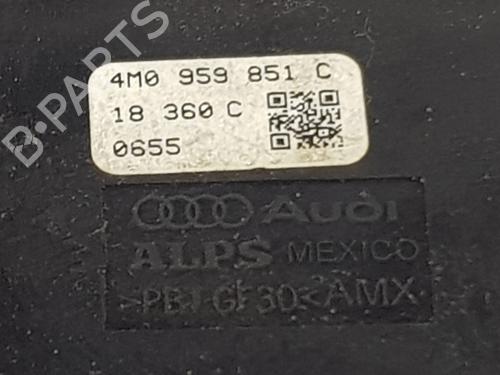 4M0 959 851 C
18 360 C
0655
Audi
ALPS MEXICO
>PBT GF30< AMX
B-PARTS